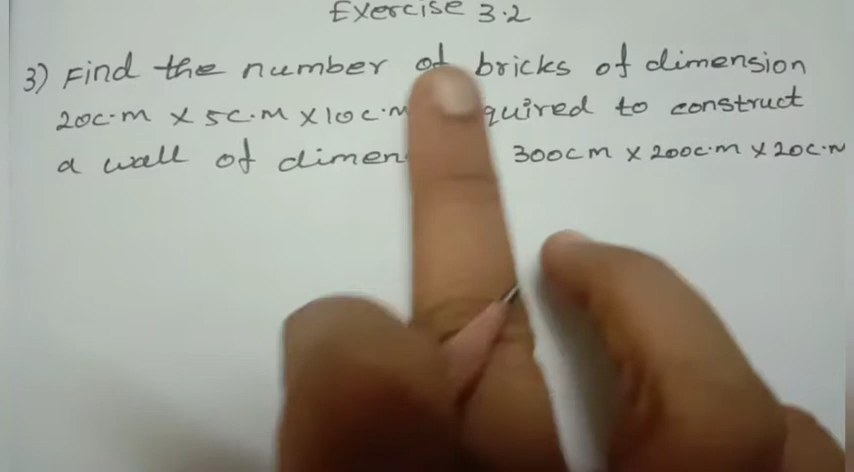 Exercise 3.2
3) Find the number of bricks of dimension
20c.m x 5c.m x 10c.m quired to construct
a wall of dimen 300cm x 200c.m x 20c.m